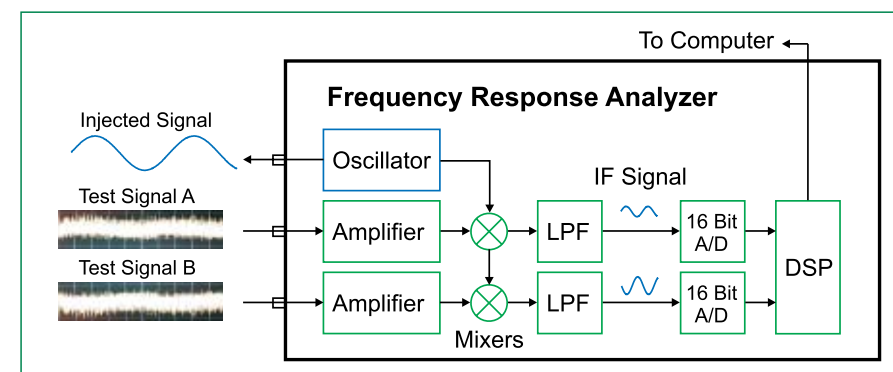 To Computer
Frequency Response Analyzer
Injected Signal
Oscillator
IF Signal
Test Signal A
Amplifier
LPF
16 Bit
A/D
DSP
Test Signal B
Amplifier
LPF
16 Bit
A/D
Mixers